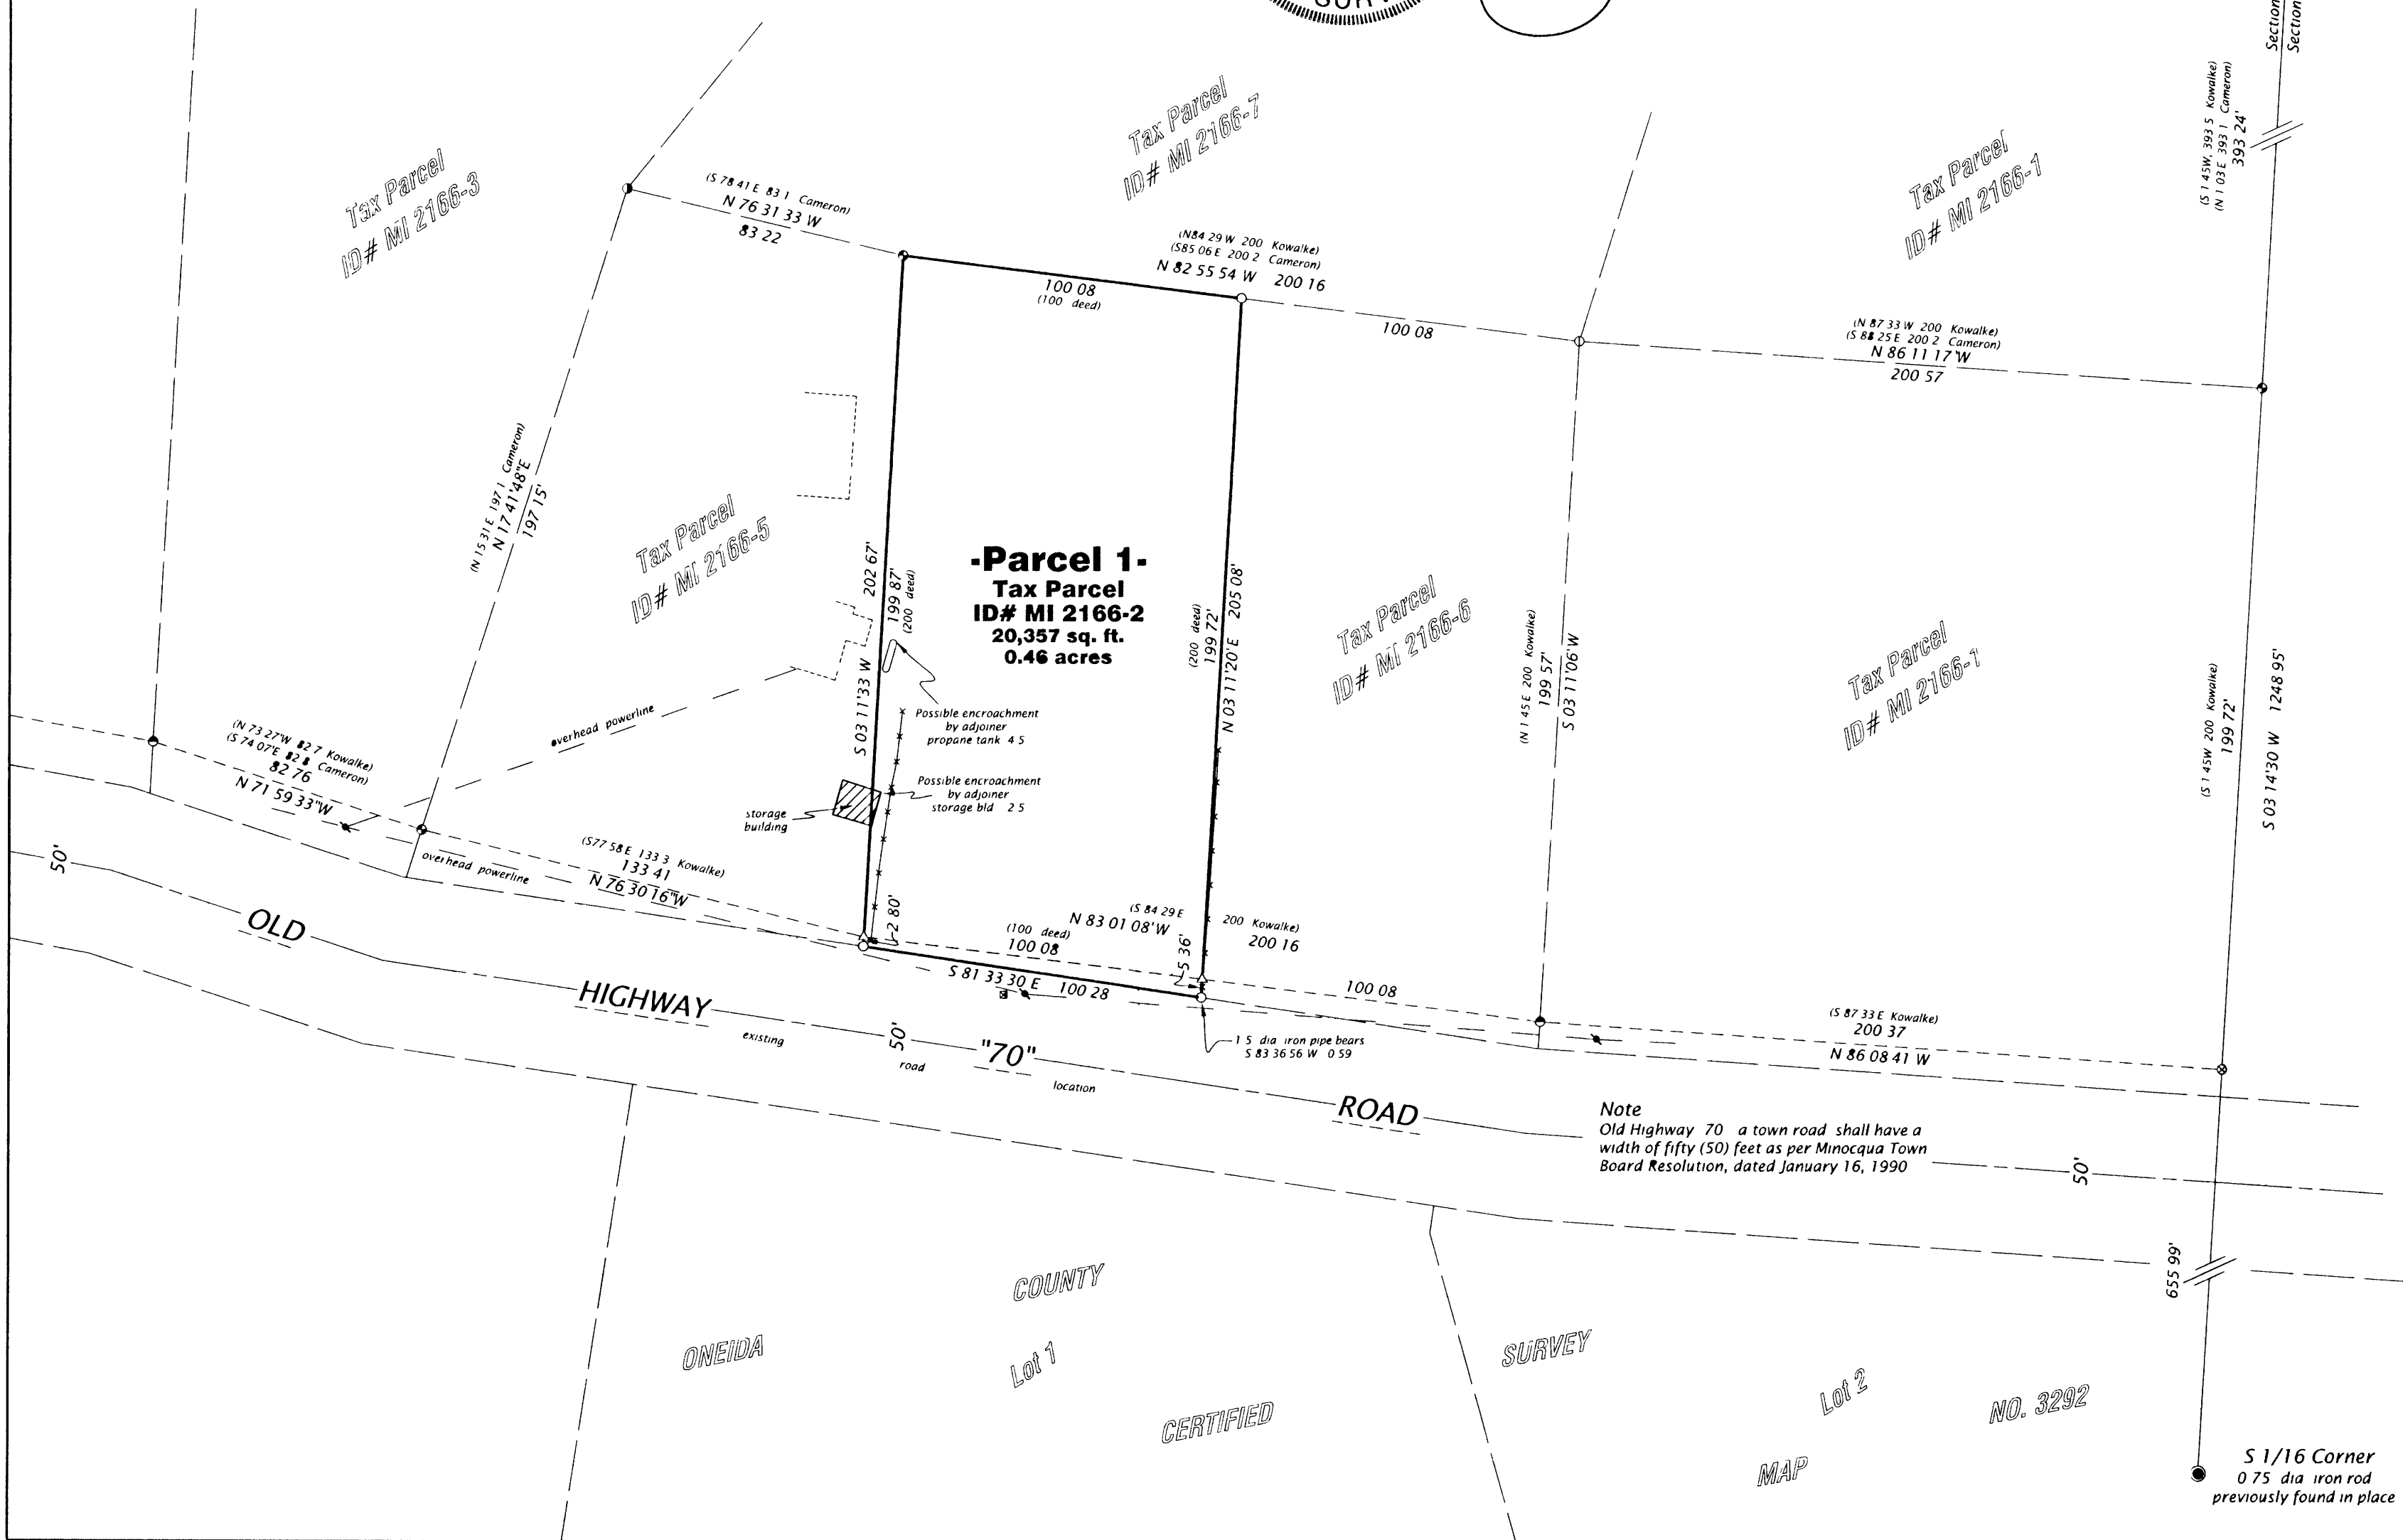 SURV
Section
Section
(S 1 45W, 393 5 Kowalke)
(N 1 03 E 393 1 Cameron)
393 24'
Tax Parcel
ID# MI 2166-3
Tax Parcel
ID# MI 2166-7
Tax Parcel
ID# MI 2166-1
(S 78 41 E 83 1 Cameron)
N 76 31 33 W
83 22
(N84 29 W 200 Kowalke)
(S85 06 E 200 2 Cameron)
N 82 55 54 W 200 16
100 08
(100 deed)
100 08
(N 87 33 W 200 Kowalke)
(S 88 25 E 200 2 Cameron)
N 86 11 17"W
200 57
(N 15 31 E 197 1 Cameron)
N 17 41'48"E
197 15'
Tax Parcel
ID# MI 2166-5
S 03 11'33 W 202 67'
199 87'
(200 deed)
-Parcel 1-
Tax Parcel
ID# MI 2166-2
20,357 sq. ft.
0.46 acres
(200 deed)
199 72'
N 03 11'20 E 205 08'
Tax Parcel
ID# MI 2166-6
(N 1 45 E 200 Kowalke)
199 57'
S 03 11'06 W
Tax Parcel
ID# MI 2166-1
(S 1 45W 200 Kowalke)
199 72'
S 03 14'30 W 1248 95'
Possible encroachment
by adjoiner
propane tank 4 5
Possible encroachment
by adjoiner
storage bld 2 5
storage
building
overhead powerline
(N 73 27'W 82 7 Kowalke)
(S 74 07'E 82 8 Cameron)
82 76
N 71 59 33"W
overhead powerline
(S77 58 E 133 3 Kowalke)
133 41
N 76 30 16"W
2 80'
(100 deed)
100 08
(S 84 29 E 200 Kowalke)
N 83 01 08'W 200 16
5 36'
S 81 33 30 E 100 28
100 08
1 5 dia iron pipe bears
S 83 36 56 W 0 59
(S 87 33 E Kowalke)
200 37
N 86 08 41 W
50'
OLD
HIGHWAY
"70"
ROAD
existing
road
location
50'
50'
Note
Old Highway 70 a town road shall have a
width of fifty (50) feet as per Minocqua Town
Board Resolution, dated January 16, 1990
655 99'
ONEIDA
COUNTY
Lot 1
CERTIFIED
SURVEY
MAP
Lot 2
NO. 3292
S 1/16 Corner
0 75 dia iron rod
previously found in place